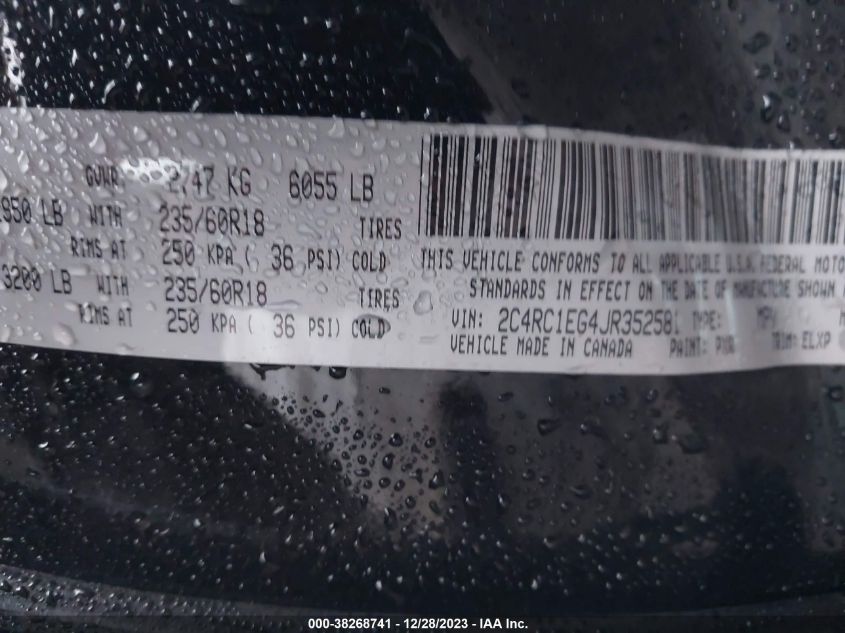 GVWR 2747 KG 6055 LB
2950 LB WITH 235/60R18 TIRES
RIMS AT 250 KPA ( 36 PSI) COLD
3200 LB WITH 235/60R18 TIRES
RIMS AT 250 KPA ( 36 PSI) COLD
THIS VEHICLE CONFORMS TO ALL APPLICABLE U.S.A. FEDERAL MOTO
STANDARDS IN EFFECT ON THE DATE OF MANUFACTURE SHOWN
VIN: 2C4RC1EG4JR352581 TYPE: MPV
VEHICLE MADE IN CANADA PAINT: TRIM: ELXP
000-38268741 - 12/28/2023 - IAA Inc.